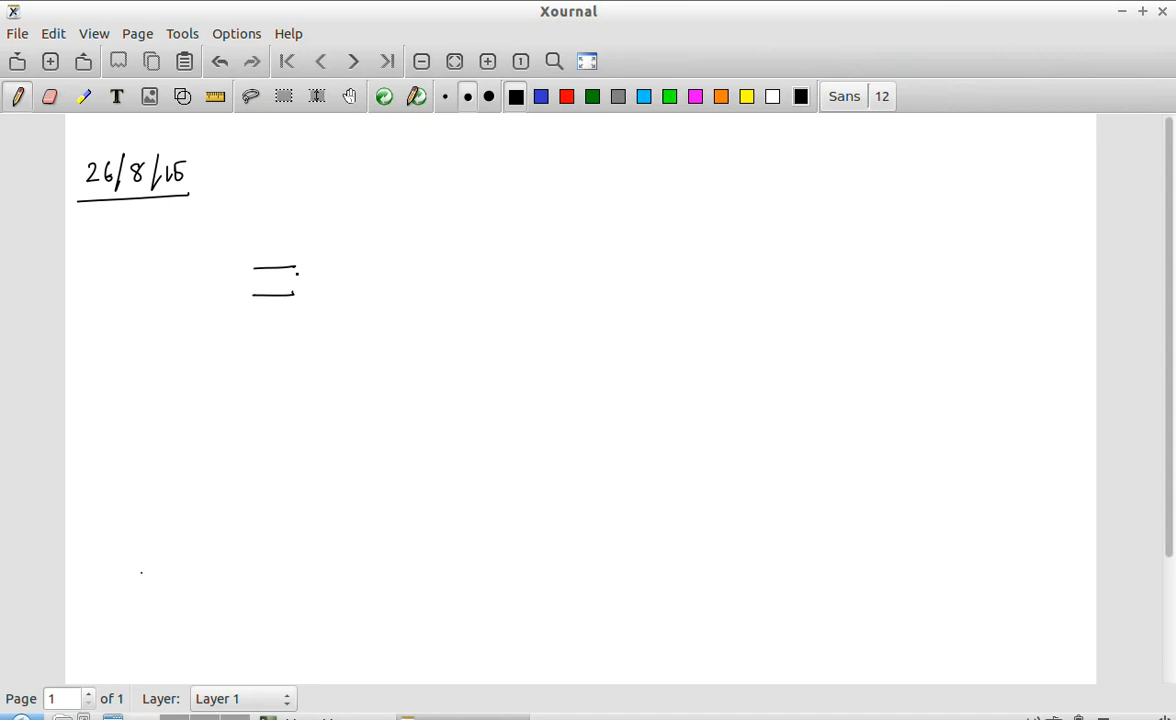 Xournal
File Edit View Page Tools Options Help
T Sans 12
26/8/15
=
Page 1 of 1 Layer: Layer 1